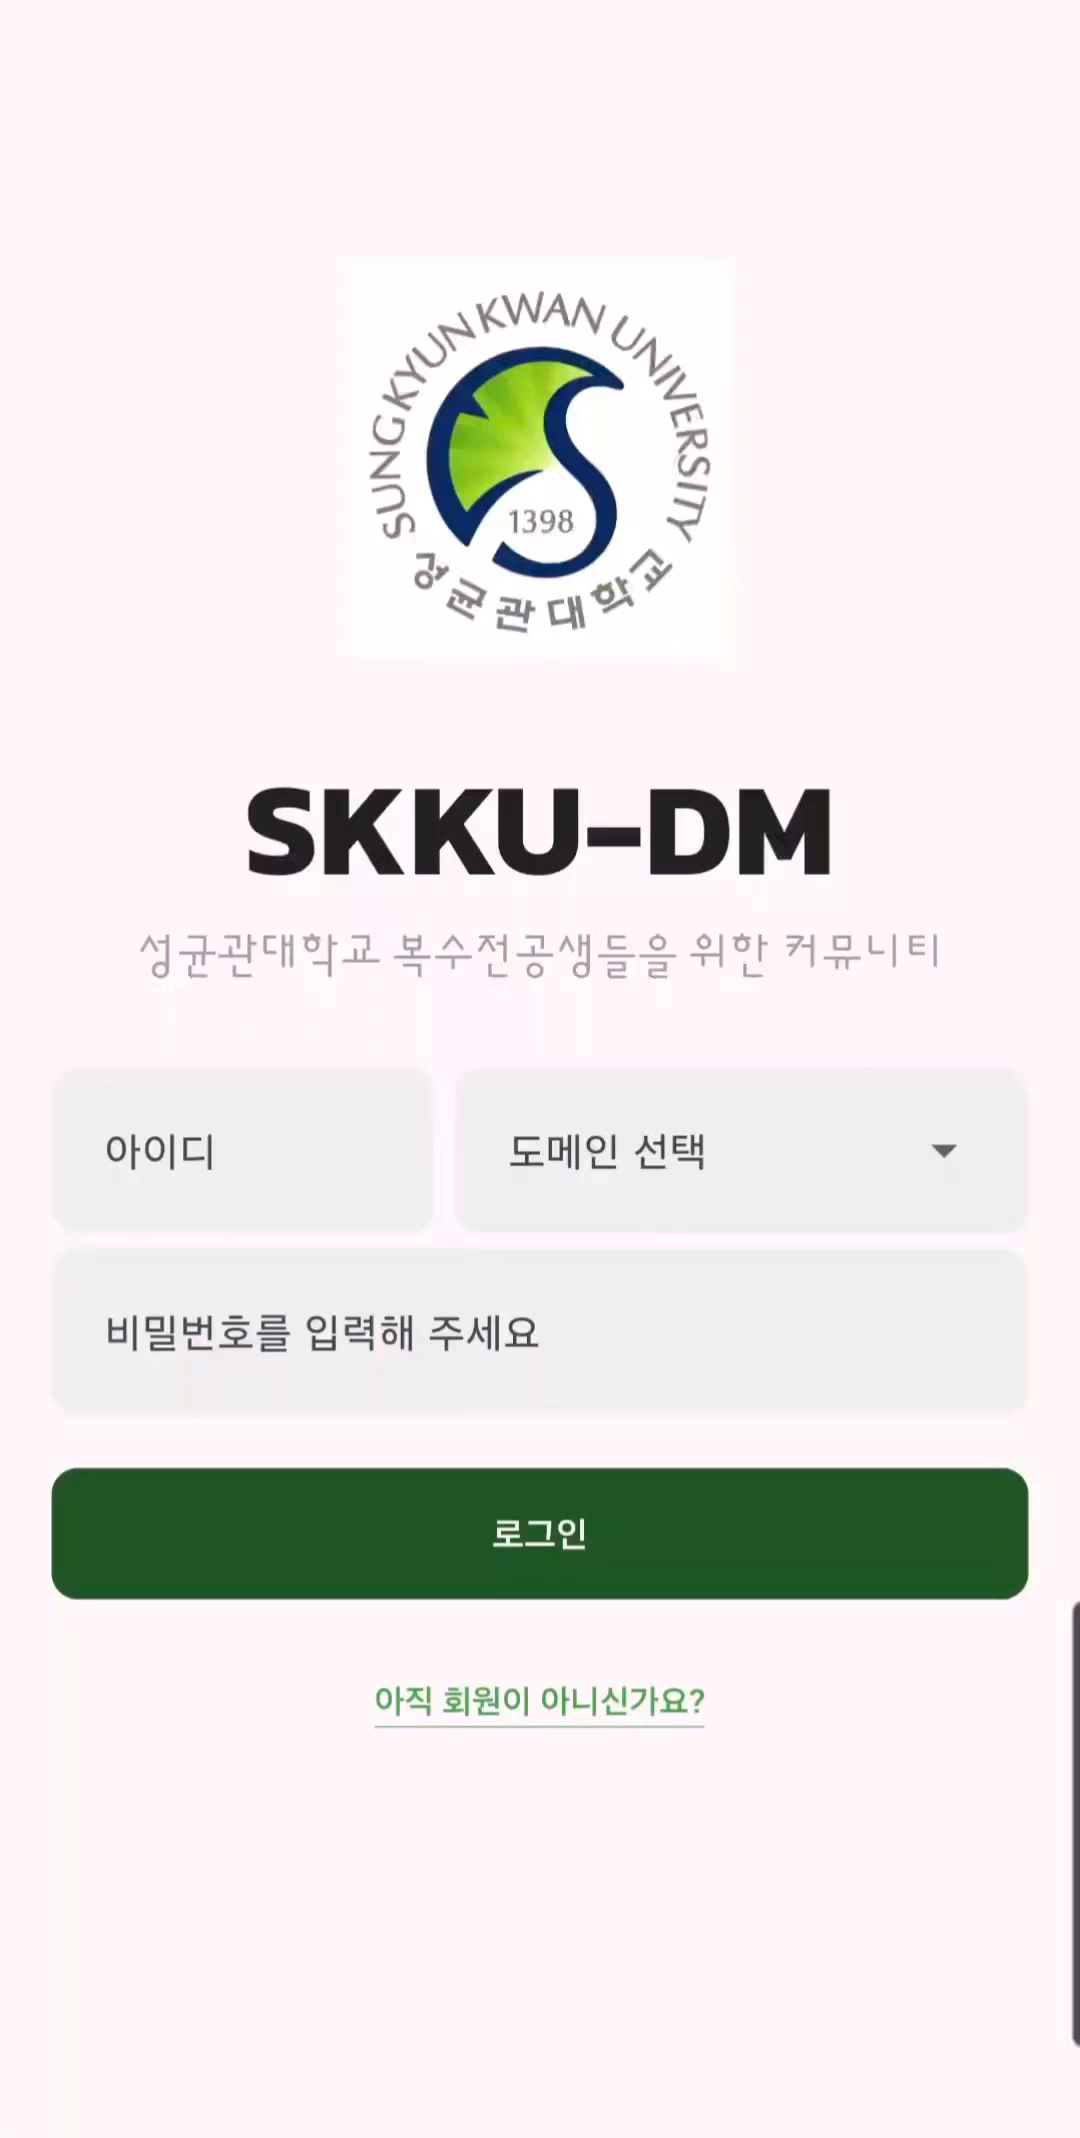 SUNGKYUNKWAN UNIVERSITY
1398
성균관대학교
SKKU-DM
성균관대학교 복수전공생들을 위한 커뮤니티
아이디
도메인 선택
비밀번호를 입력해 주세요
로그인
아직 회원이 아니신가요?